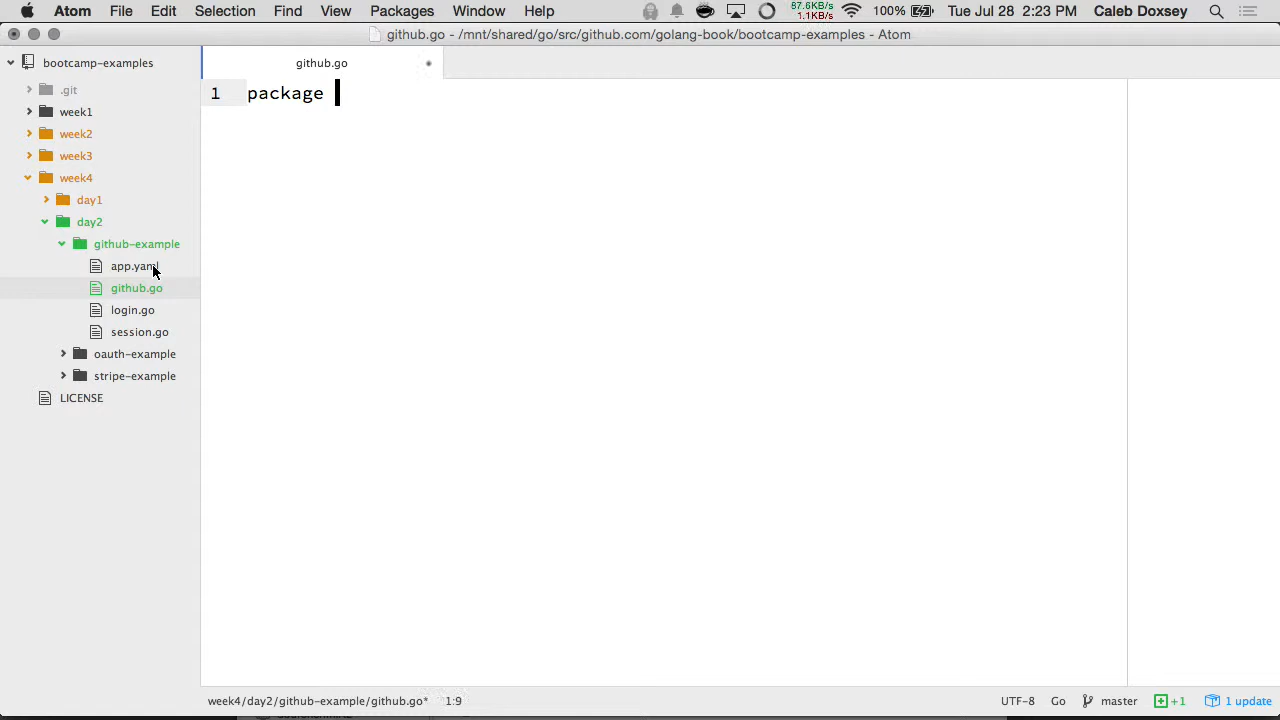 Atom File Edit Selection Find View Packages Window Help 87.6KB/s 1.1KB/s 100% Tue Jul 28 2:23 PM Caleb Doxsey
github.go - /mnt/shared/go/src/github.com/golang-book/bootcamp-examples - Atom
bootcamp-examples
github.go
.git
1 package
week1
week2
week3
week4
day1
day2
github-example
app.yaml
github.go
login.go
session.go
oauth-example
stripe-example
LICENSE
week4/day2/github-example/github.go* 1:9 UTF-8 Go master +1 1 update